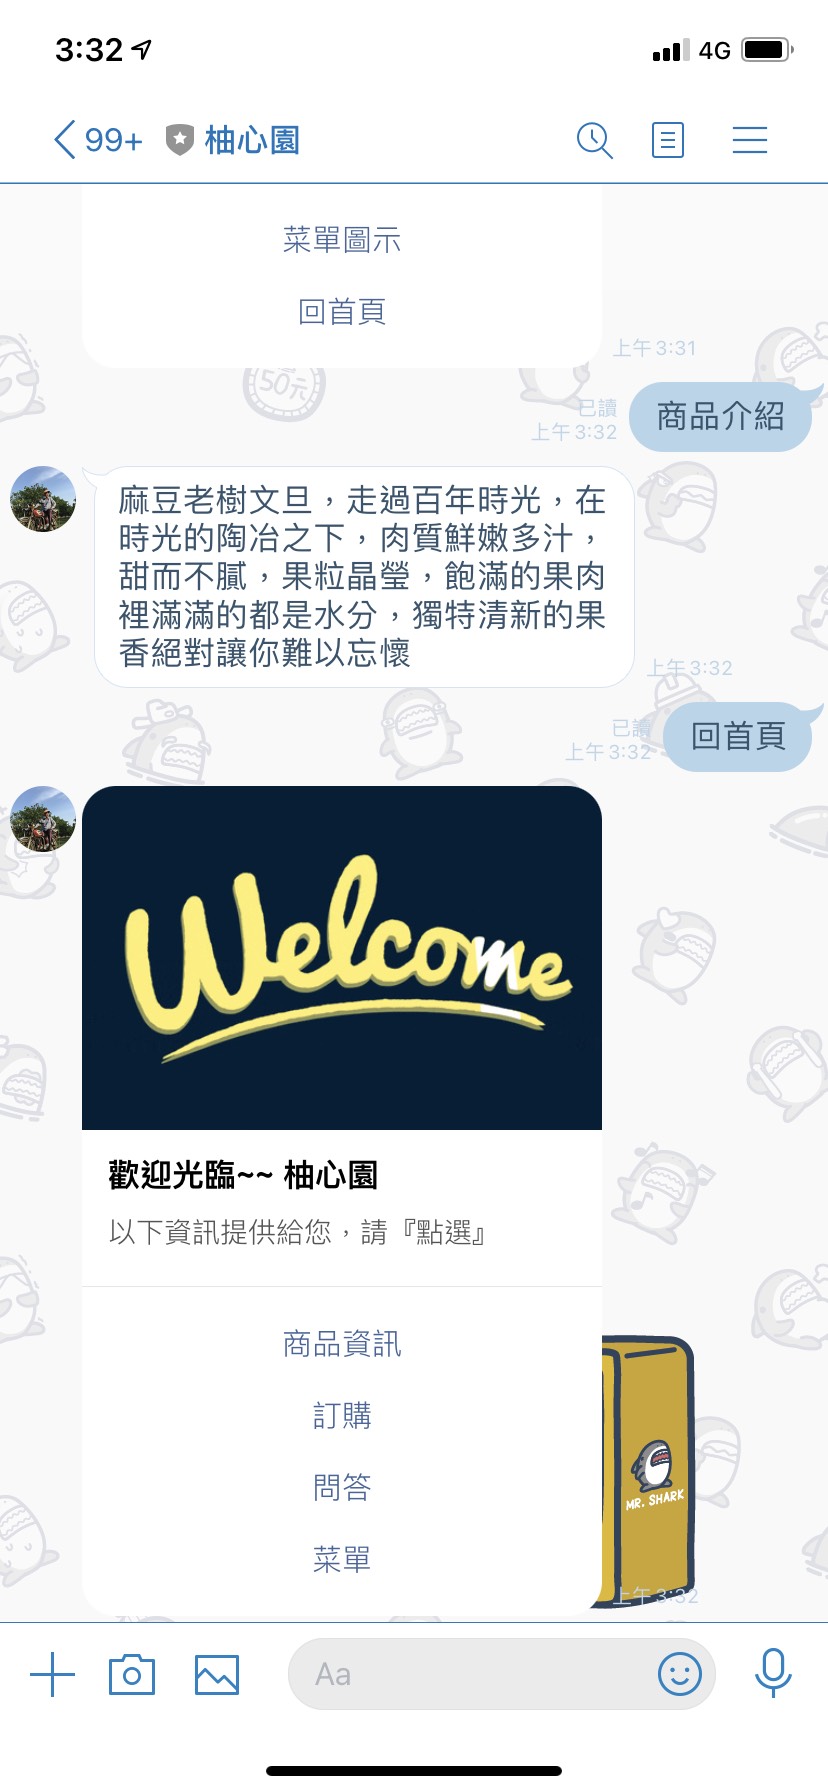 3:32
4G
99+
柚心園
菜單圖示
回首頁
上午3:31
50元
已讀
上午3:32
商品介紹
麻豆老樹文旦，走過百年時光，在
時光的陶冶之下，肉質鮮嫩多汁，
甜而不膩，果粒晶瑩，飽滿的果肉
裡滿滿的都是水分，獨特清新的果
香絕對讓你難以忘懷
上午3:32
已讀
上午3:32
回首頁
Welcome
歡迎光臨~~ 柚心園
以下資訊提供給您，請『點選』
商品資訊
訂購
問答
菜單
MR. SHARK
上午3:32
Aa